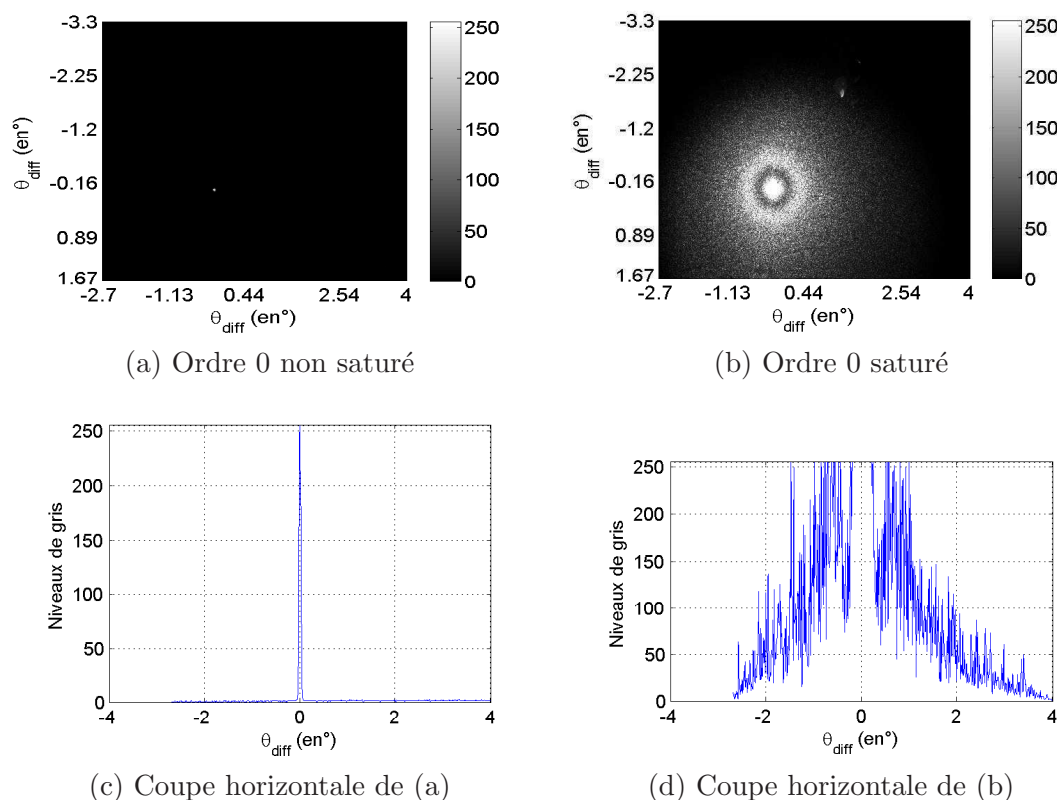 -3.3
-2.25
-1.2
-0.16
0.89
1.67
-2.7 -1.13 0.44 2.54 4
θdiff (en°)
θdiff (en°)
250
200
150
100
50
0
(a) Ordre 0 non saturé
-3.3
-2.25
-1.2
-0.16
0.89
1.67
-2.7 -1.13 0.44 2.54 4
θdiff (en°)
θdiff (en°)
250
200
150
100
50
0
(b) Ordre 0 saturé
250
200
150
100
50
0
-4 -2 0 2 4
Niveaux de gris
θdiff (en°)
(c) Coupe horizontale de (a)
250
200
150
100
50
0
-4 -2 0 2 4
Niveaux de gris
θdiff (en°)
(d) Coupe horizontale de (b)